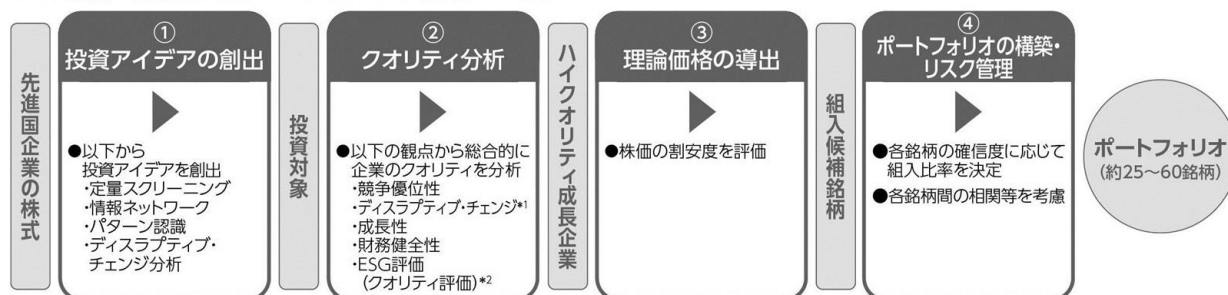 先進国企業の株式
①
投資アイデアの創出
●以下から
投資アイデアを創出
・定量スクリーニング
・情報ネットワーク
・パターン認識
・ディスラプティブ・
チェンジ分析
投資対象
②
クオリティ分析
●以下の観点から総合的に
企業のクオリティを分析
・競争優位性
・ディスラプティブ・チェンジ*1
・成長性
・財務健全性
・ESG評価
(クオリティ評価)*2
ハイクオリティ成長企業
③
理論価格の導出
●株価の割安度を評価
組入候補銘柄
④
ポートフォリオの構築・
リスク管理
●各銘柄の確信度に応じて
組入比率を決定
●各銘柄間の相関等を考慮
ポートフォリオ
(約25~60銘柄)